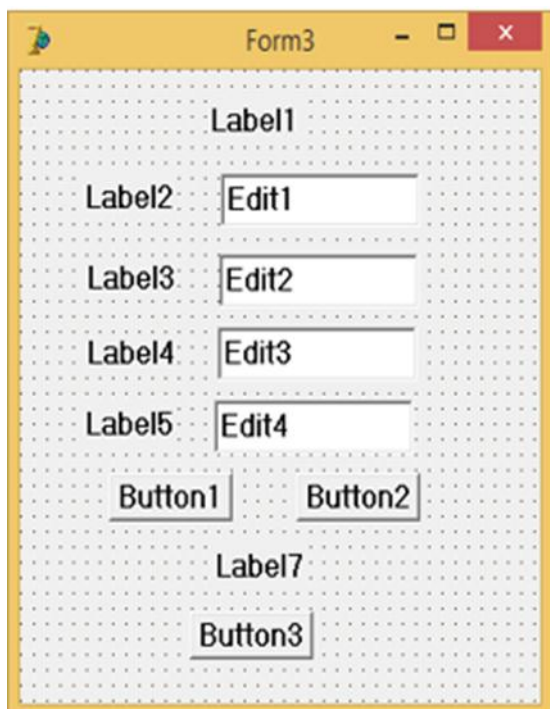 Form3
Label1
Label2 Edit1
Label3 Edit2
Label4 Edit3
Label5 Edit4
Button1 Button2
Label7
Button3